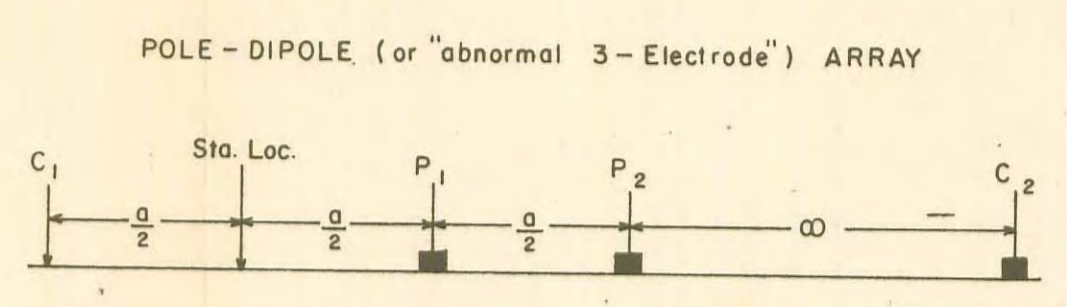 POLE - DIPOLE (or "abnormal 3 - Electrode") ARRAY
C1 Sta. Loc. P1 P2 C2
a/2 a/2 a/2 ∞